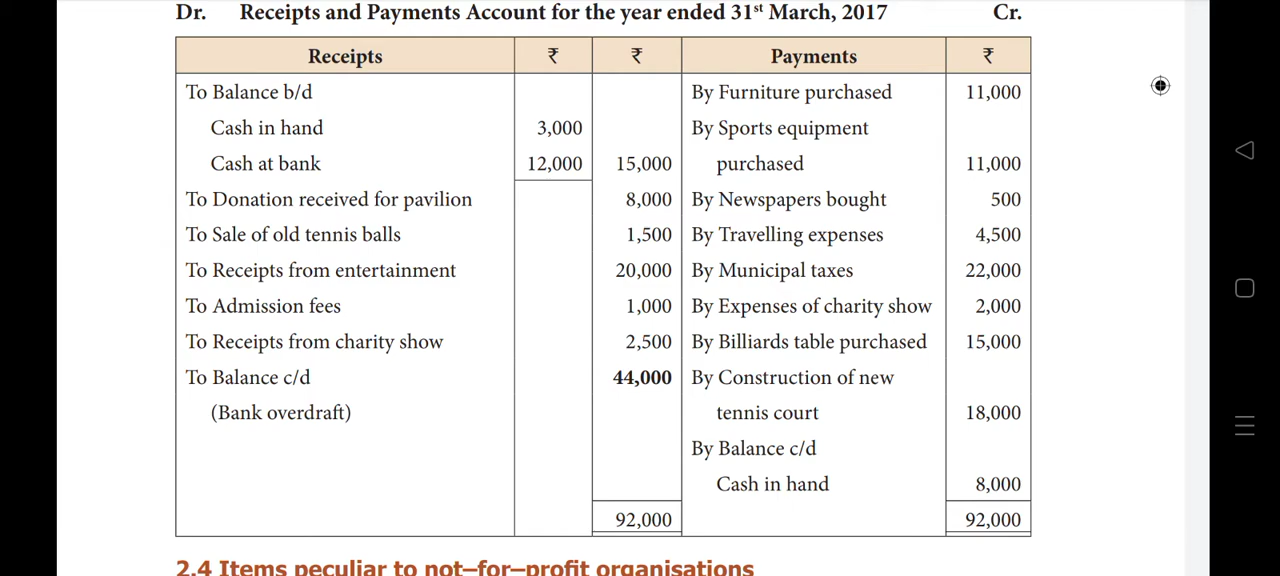 Dr. Receipts and Payments Account for the year ended 31st March, 2017 Cr.
Receipts ₹ ₹ Payments ₹
To Balance b/d By Furniture purchased 11,000
Cash in hand 3,000 By Sports equipment
Cash at bank 12,000 15,000 purchased 11,000
To Donation received for pavilion 8,000 By Newspapers bought 500
To Sale of old tennis balls 1,500 By Travelling expenses 4,500
To Receipts from entertainment 20,000 By Municipal taxes 22,000
To Admission fees 1,000 By Expenses of charity show 2,000
To Receipts from charity show 2,500 By Billiards table purchased 15,000
To Balance c/d 44,000 By Construction of new
(Bank overdraft) tennis court 18,000
By Balance c/d
Cash in hand 8,000
92,000 92,000
2.4 Items peculiar to not–for–profit organisations